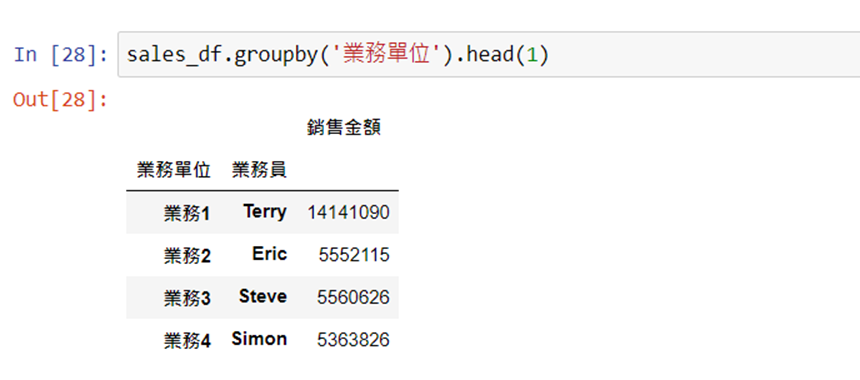 In [28]: sales_df.groupby('業務單位').head(1)
Out[28]:
銷售金額
業務單位 業務員
業務1 Terry 14141090
業務2 Eric 5552115
業務3 Steve 5560626
業務4 Simon 5363826